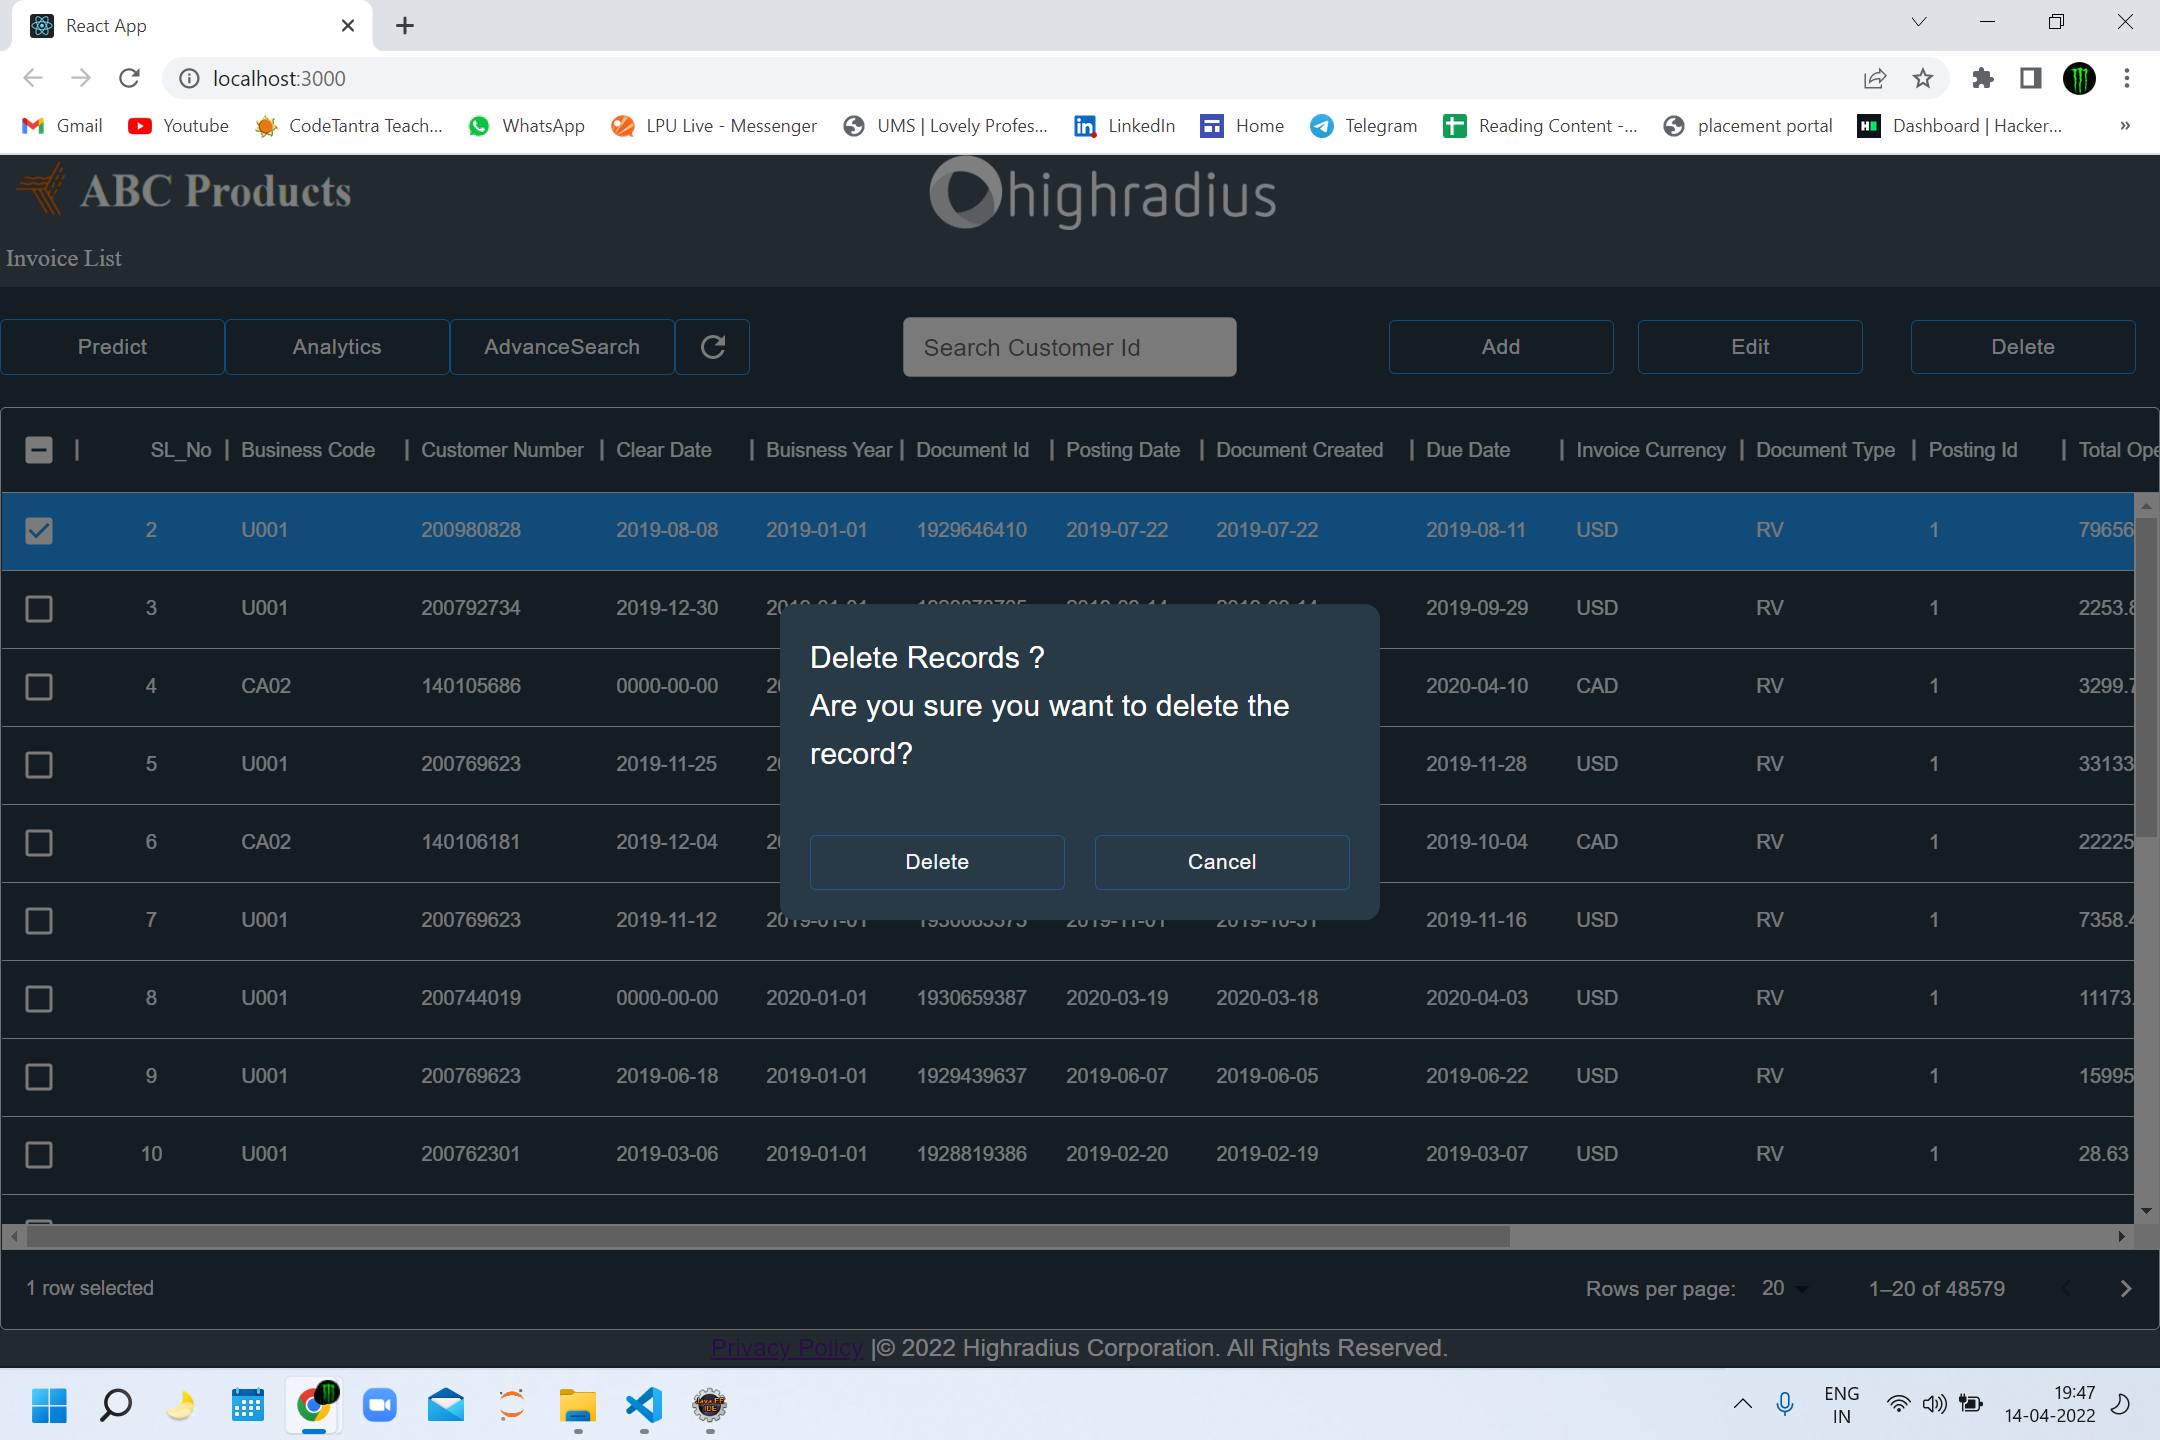 React App
localhost:3000
Gmail Youtube CodeTantra Teach... WhatsApp LPU Live - Messenger UMS | Lovely Profes... LinkedIn Home Telegram Reading Content -... placement portal Dashboard | Hacker... »
ABC Products
highradius
Invoice List
Predict Analytics AdvanceSearch Search Customer Id Add Edit Delete
SL_No Business Code Customer Number Clear Date Buisness Year Document Id Posting Date Document Created Due Date Invoice Currency Document Type Posting Id Total Ope
2 U001 200980828 2019-08-08 2019-01-01 1929646410 2019-07-22 2019-07-22 2019-08-11 USD RV 1 79656
3 U001 200792734 2019-12-30 2019-09-29 USD RV 1 2253.8
4 CA02 140105686 0000-00-00 2020-04-10 CAD RV 1 3299.7
5 U001 200769623 2019-11-25 2019-11-28 USD RV 1 33133
6 CA02 140106181 2019-12-04 2019-10-04 CAD RV 1 22225
7 U001 200769623 2019-11-12 2019-11-16 USD RV 1 7358.4
8 U001 200744019 0000-00-00 2020-01-01 1930659387 2020-03-19 2020-03-18 2020-04-03 USD RV 1 11173.
9 U001 200769623 2019-06-18 2019-01-01 1929439637 2019-06-07 2019-06-05 2019-06-22 USD RV 1 15995
10 U001 200762301 2019-03-06 2019-01-01 1928819386 2019-02-20 2019-02-19 2019-03-07 USD RV 1 28.63
Delete Records ?
Are you sure you want to delete the
record?
Delete Cancel
1 row selected Rows per page: 20 1–20 of 48579
Privacy Policy |© 2022 Highradius Corporation. All Rights Reserved.
ENG 19:47
IN 14-04-2022